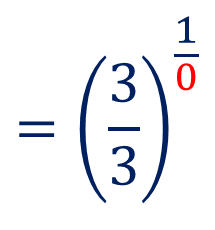 = (3/3)^(1/0)